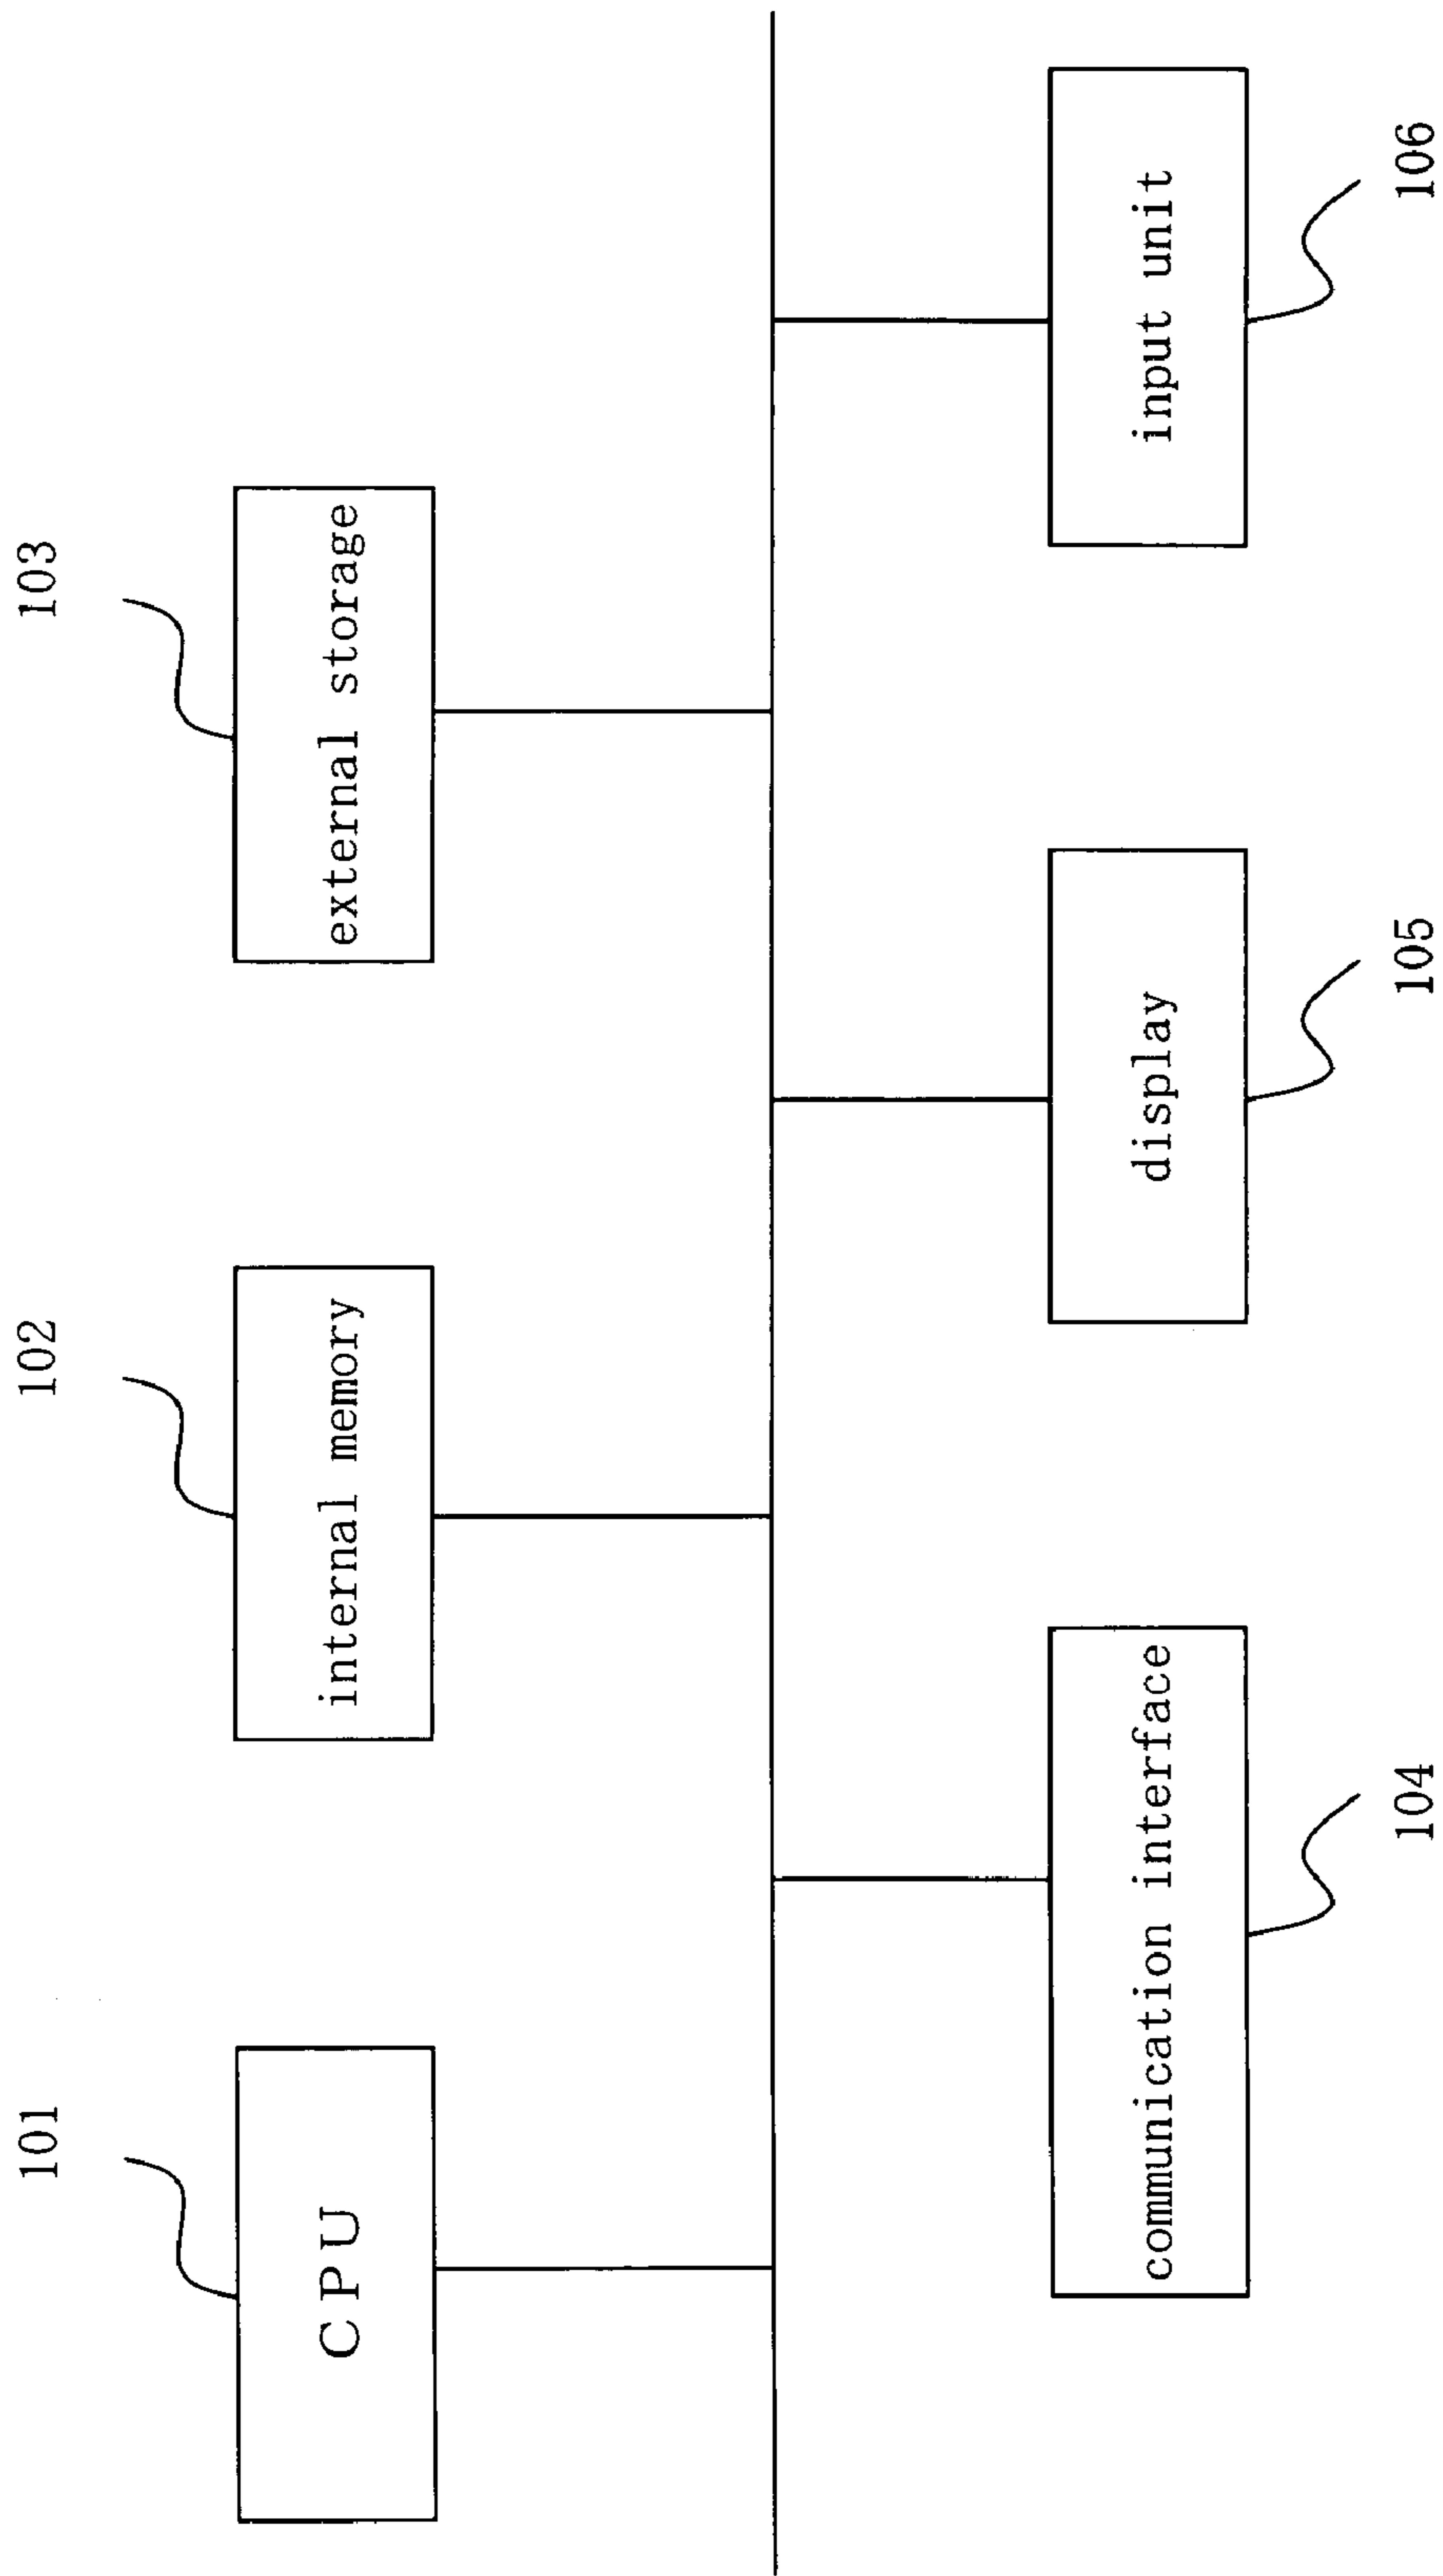 101
102
103
CPU
internal memory
external storage
communication interface
display
input unit
104
105
106